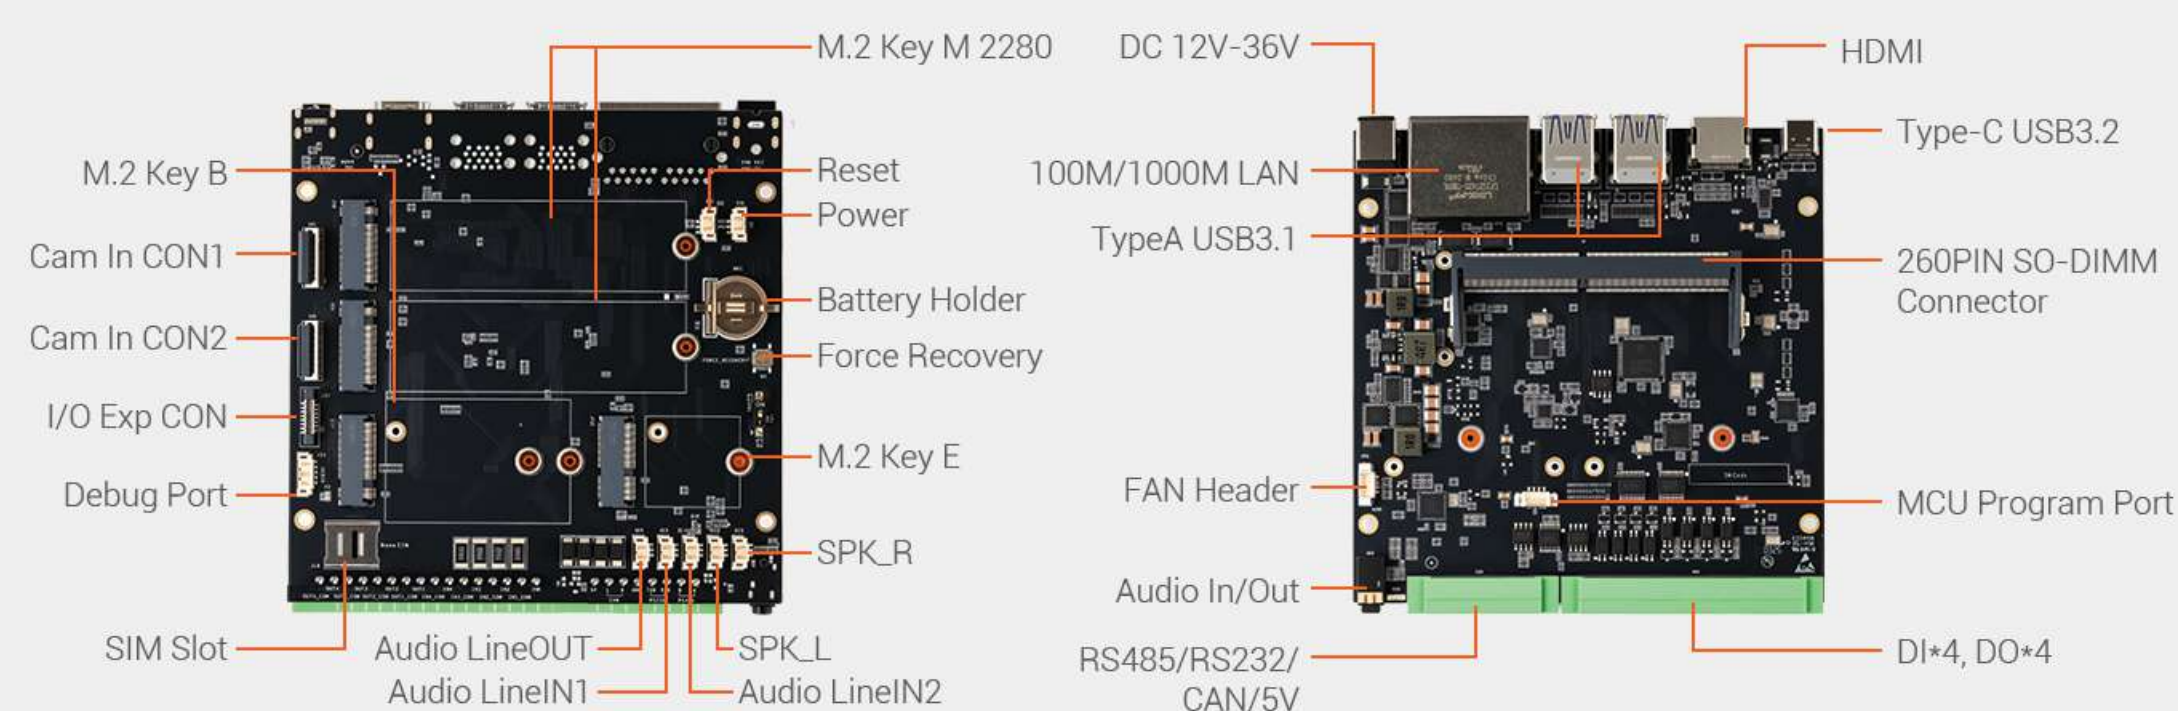 M.2 Key M 2280
M.2 Key B
Reset
Cam In CON1
Power
Cam In CON2
Battery Holder
Force Recovery
I/O Exp CON
M.2 Key E
Debug Port
SPK_R
SIM Slot
Audio LineOUT
SPK_L
Audio LineIN1
Audio LineIN2
DC 12V-36V
HDMI
Type-C USB3.2
100M/1000M LAN
TypeA USB3.1
260PIN SO-DIMM
Connector
FAN Header
MCU Program Port
Audio In/Out
RS485/RS232/
CAN/5V
DI*4, DO*4